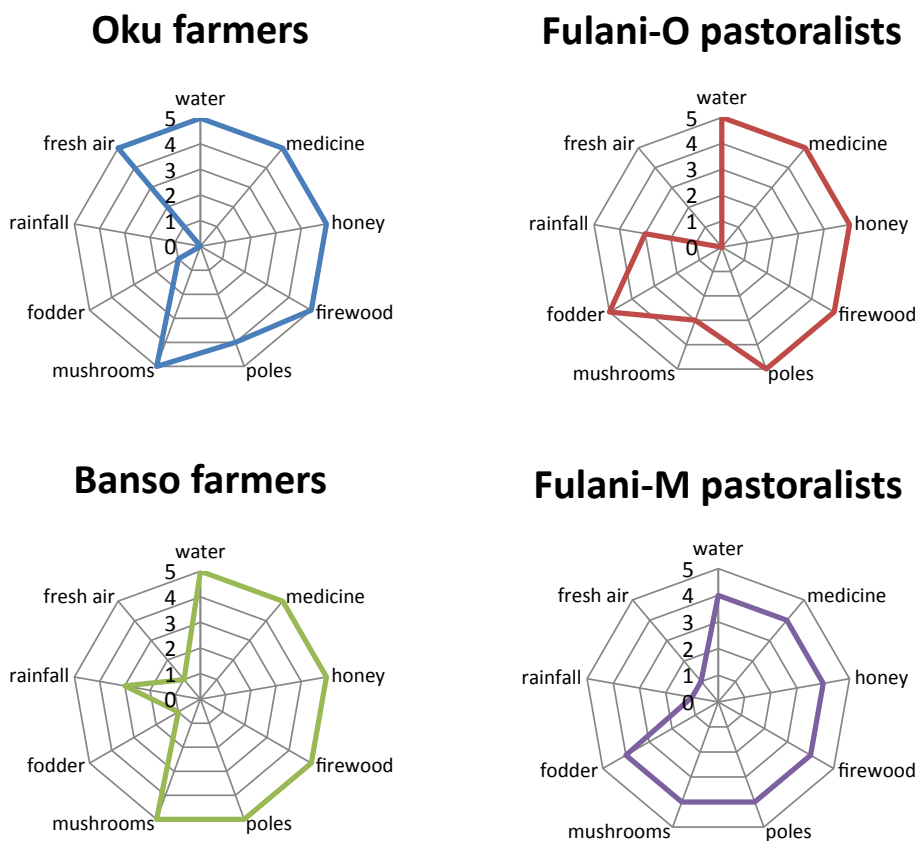 Oku farmers
water
5
4
3
2
1
0
fresh air
medicine
rainfall
honey
fodder
firewood
mushrooms
poles
Fulani-O pastoralists
water
5
4
3
2
1
0
fresh air
medicine
rainfall
honey
fodder
firewood
mushrooms
poles
Banso farmers
water
5
4
3
2
1
0
fresh air
medicine
rainfall
honey
fodder
firewood
mushrooms
poles
Fulani-M pastoralists
water
5
4
3
2
1
0
fresh air
medicine
rainfall
honey
fodder
firewood
mushrooms
poles